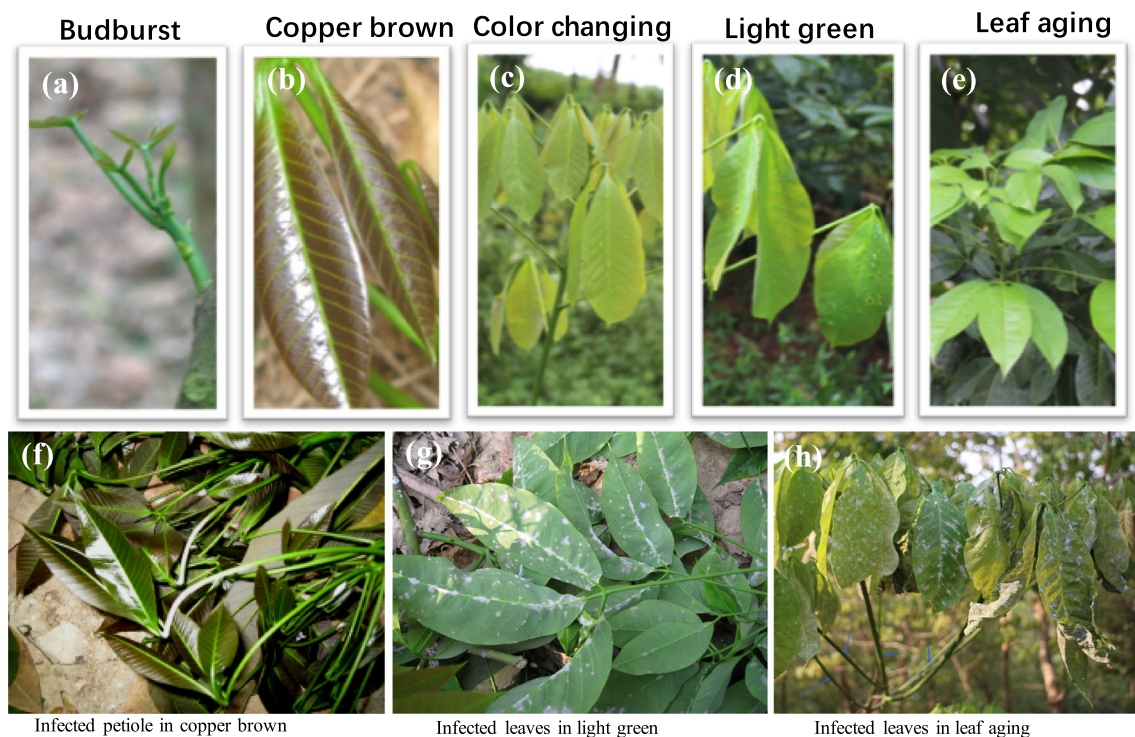 Budburst
Copper brown
Color changing
Light green
Leaf aging
(a)
(b)
(c)
(d)
(e)
(f)
(g)
(h)
Infected petiole in copper brown
Infected leaves in light green
Infected leaves in leaf aging